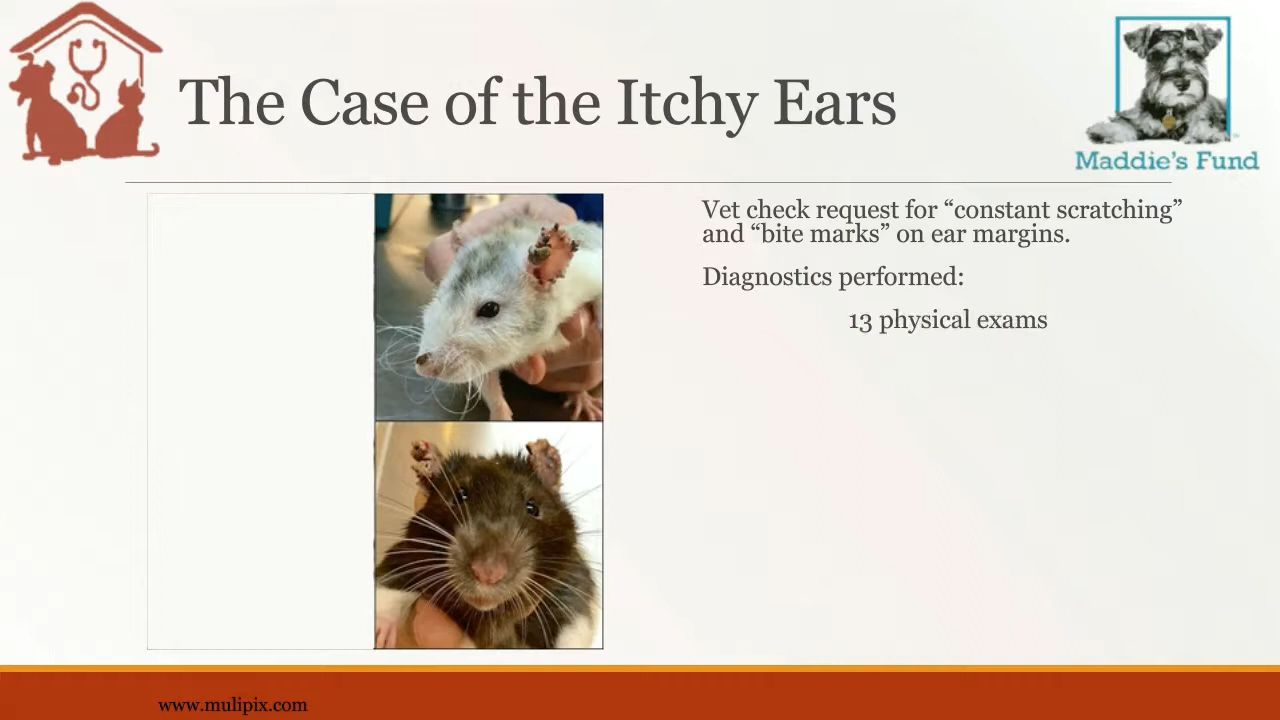 The Case of the Itchy Ears
Maddie's Fund
Vet check request for “constant scratching”
and “bite marks” on ear margins.
Diagnostics performed:
13 physical exams
www.mulipix.com